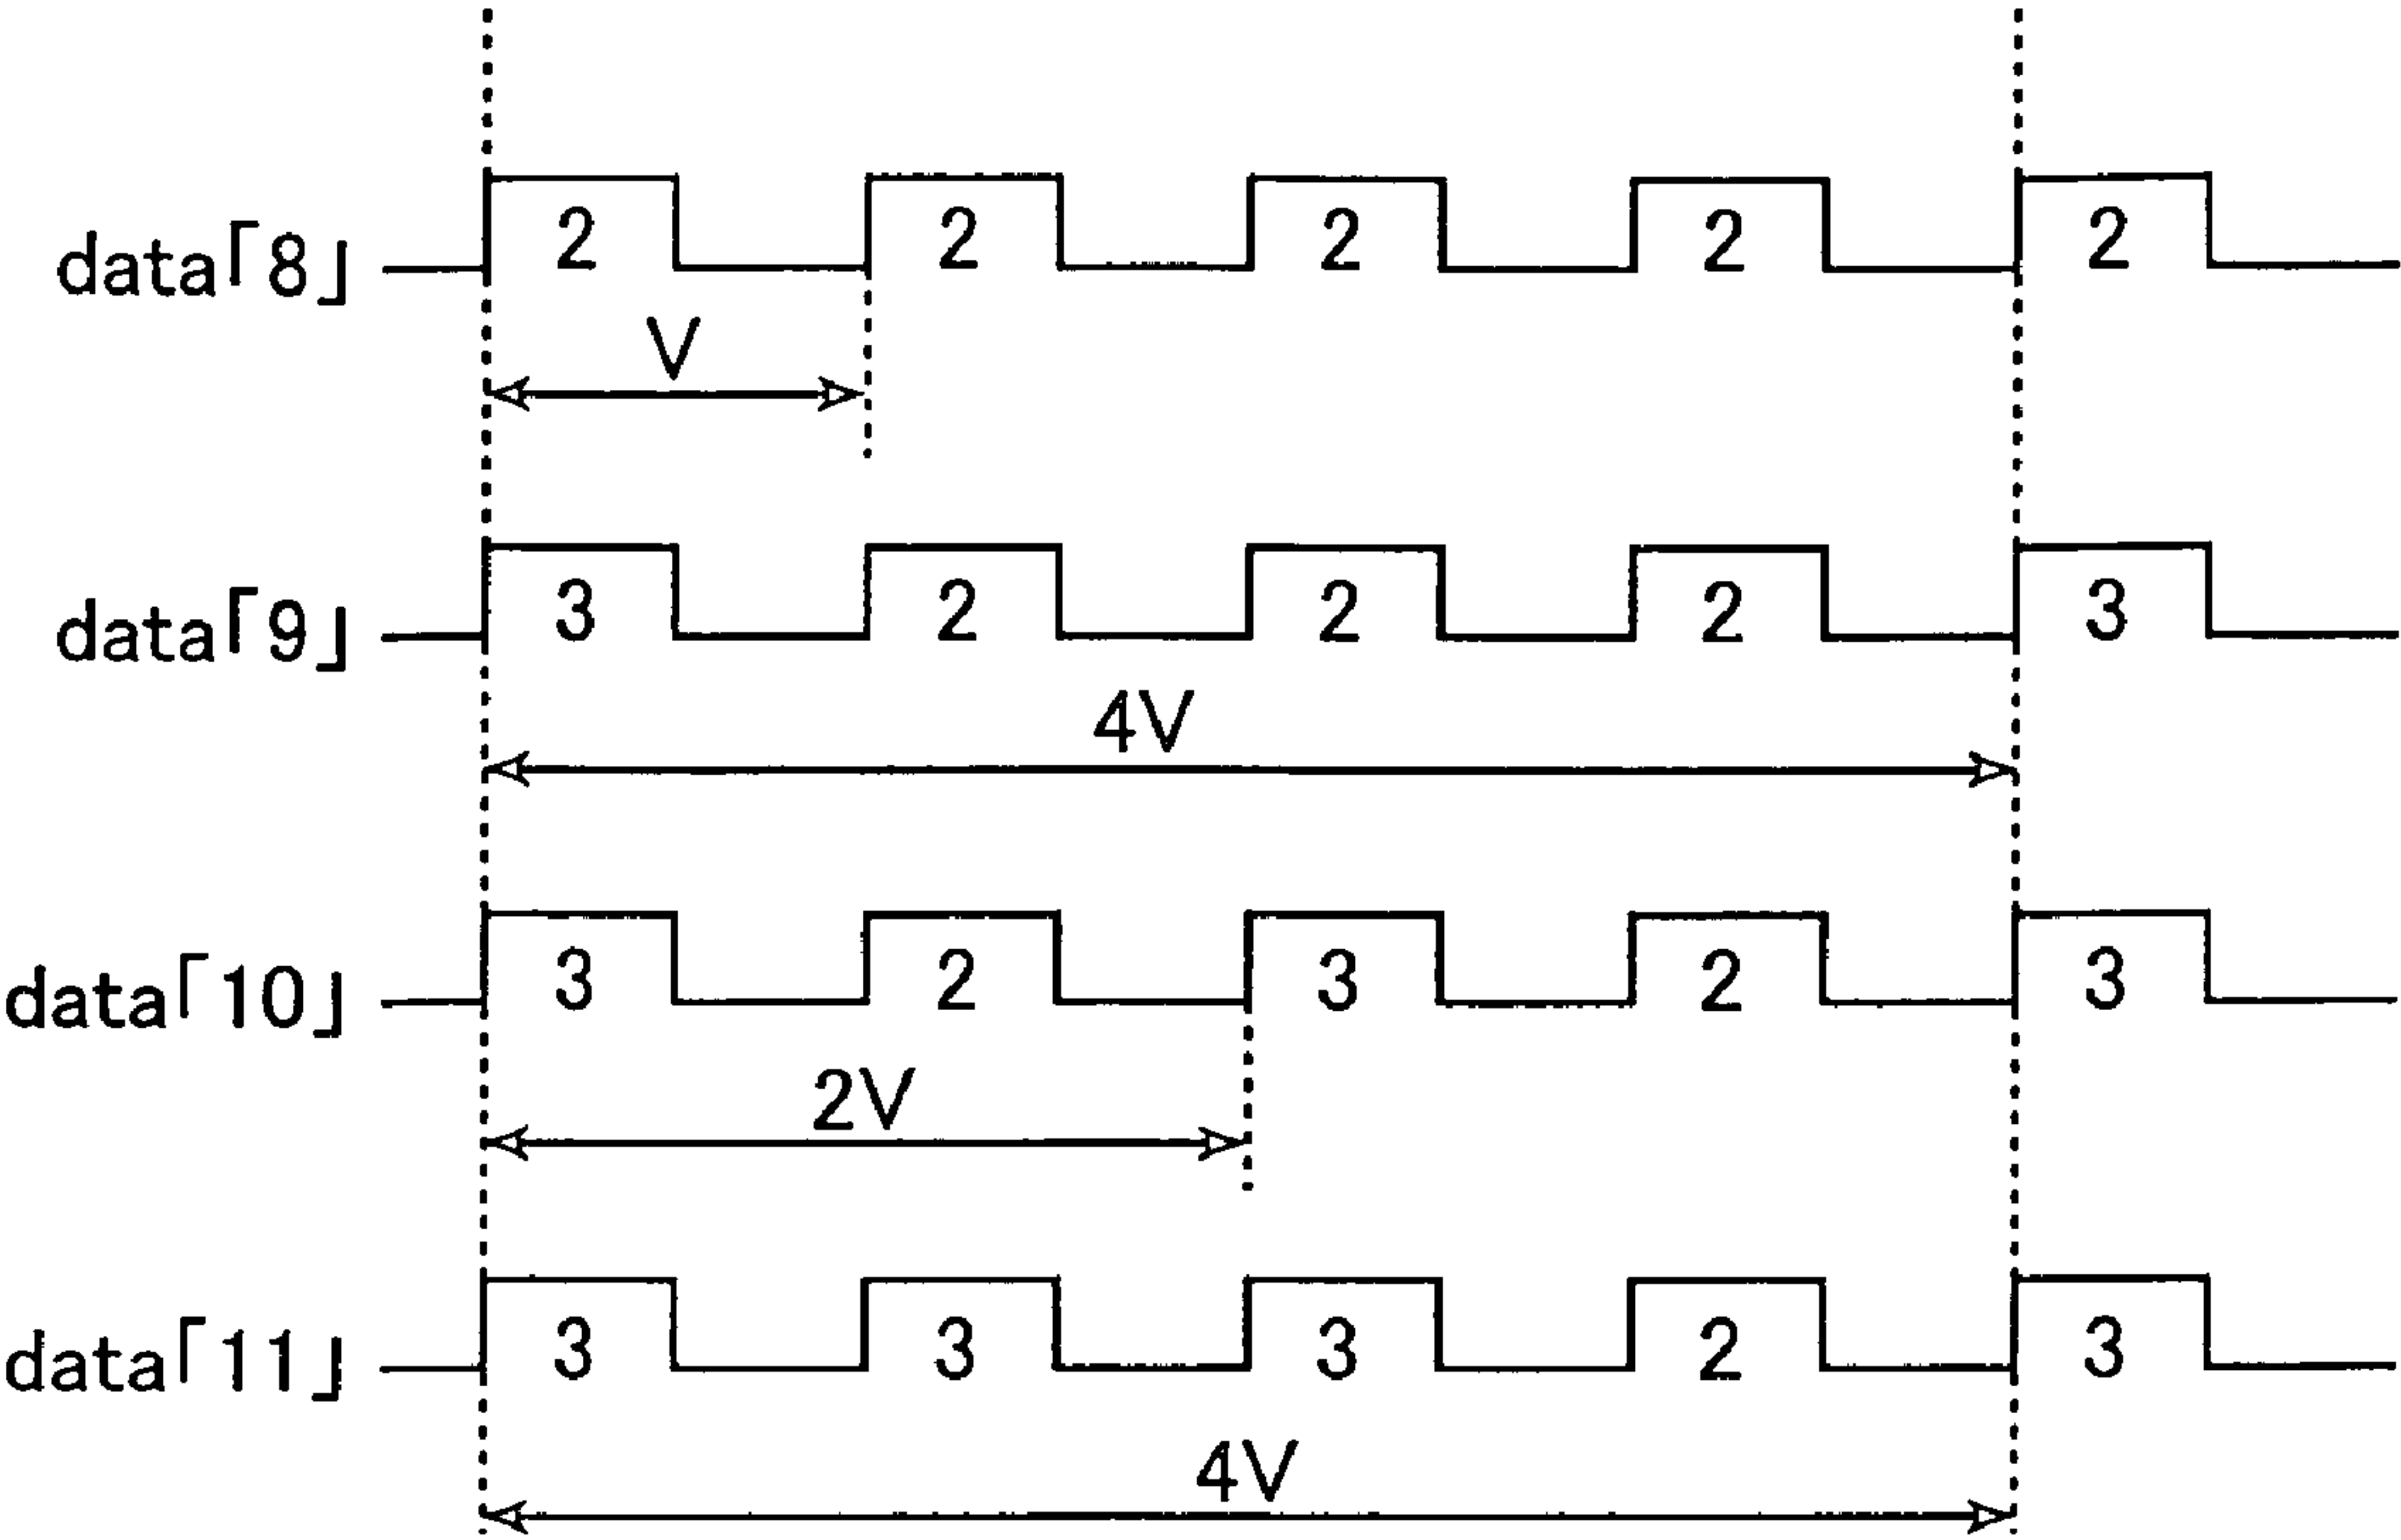 data「8」 2 2 2 2 2
V
data「9」 3 2 2 2 3
4V
data「10」 3 2 3 2 3
2V
data「11」 3 3 3 2 3
4V